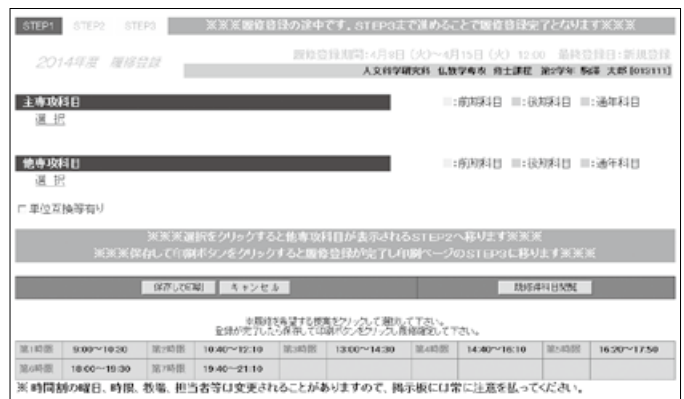 STEP1 STEP2 STEP3 ※※※履修登録の途中です。STEP3まで進めることで履修登録完了となります※※※
2014年度 履修登録 履修登録期間:4月8日(火)～4月15日(火) 12:00 最終登録日:新規登録
人文科学研究科 仏教学専攻 修士課程 第2学年 駒澤 太郎 [013111]
主専攻科目 :前期科目 :後期科目 :通年科目
選 択
他専攻科目 :前期科目 :後期科目 :通年科目
選 択
単位互換等有り
※※※選択をクリックすると他専攻科目が表示されるSTEP2へ移ります※※※
※※※保存して印刷ボタンをクリックすると履修登録が完了し印刷ページのSTEP3に移ります※※※
保存して印刷 キャンセル 既修得科目閲覧
※履修を希望する授業をクリックして選択して下さい。
登録が完了したら保存して印刷ボタンをクリックし履修確定して下さい。
第1時限 9:00～10:30 第2時限 10:40～12:10 第3時限 13:00～14:30 第4時限 14:40～16:10 第5時限 16:20～17:50
第6時限 18:00～19:30 第7時限 19:40～21:10
※ 時間割の曜日、時限、教場、担当者等は変更されることがありますので、掲示板には常に注意を払ってください。